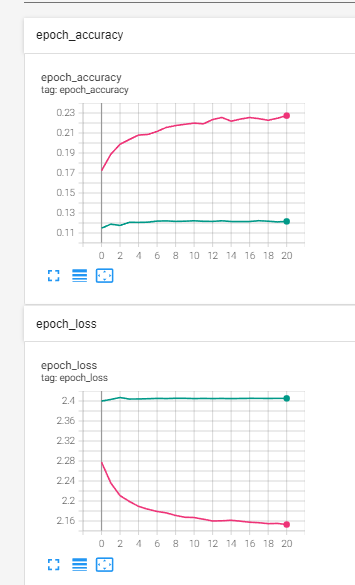 epoch_accuracy
epoch_accuracy
tag: epoch_accuracy
0.23
0.21
0.19
0.17
0.15
0.13
0.11
0 2 4 6 8 10 12 14 16 18 20
epoch_loss
epoch_loss
tag: epoch_loss
2.4
2.36
2.32
2.28
2.24
2.2
2.16
0 2 4 6 8 10 12 14 16 18 20